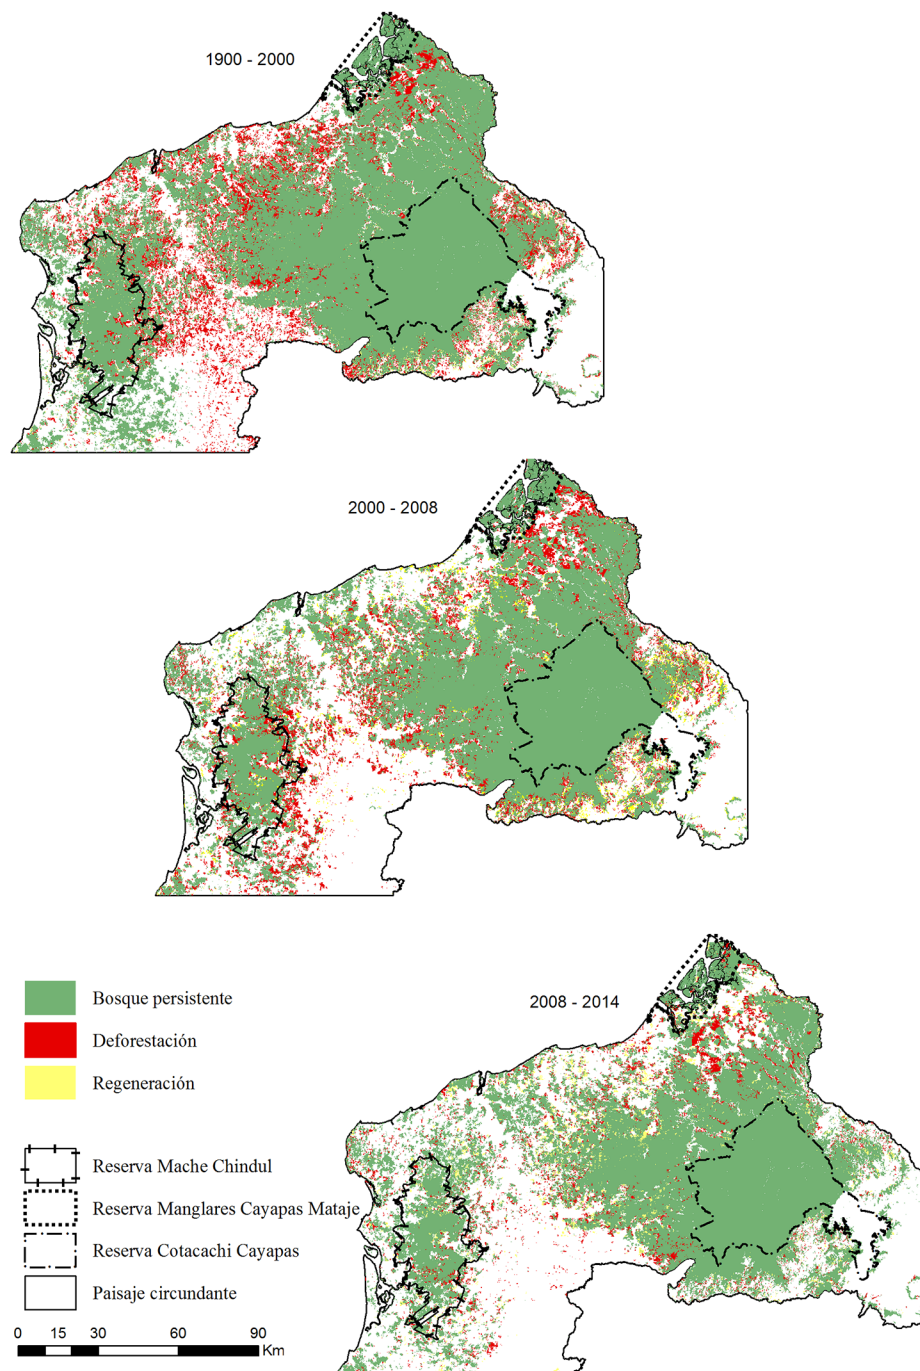 1900 - 2000
2000 - 2008
2008 - 2014
Bosque persistente
Deforestación
Regeneración
Reserva Mache Chindul
Reserva Manglares Cayapas Mataje
Reserva Cotacachi Cayapas
Paisaje circundante
0 15 30 60 90
Km